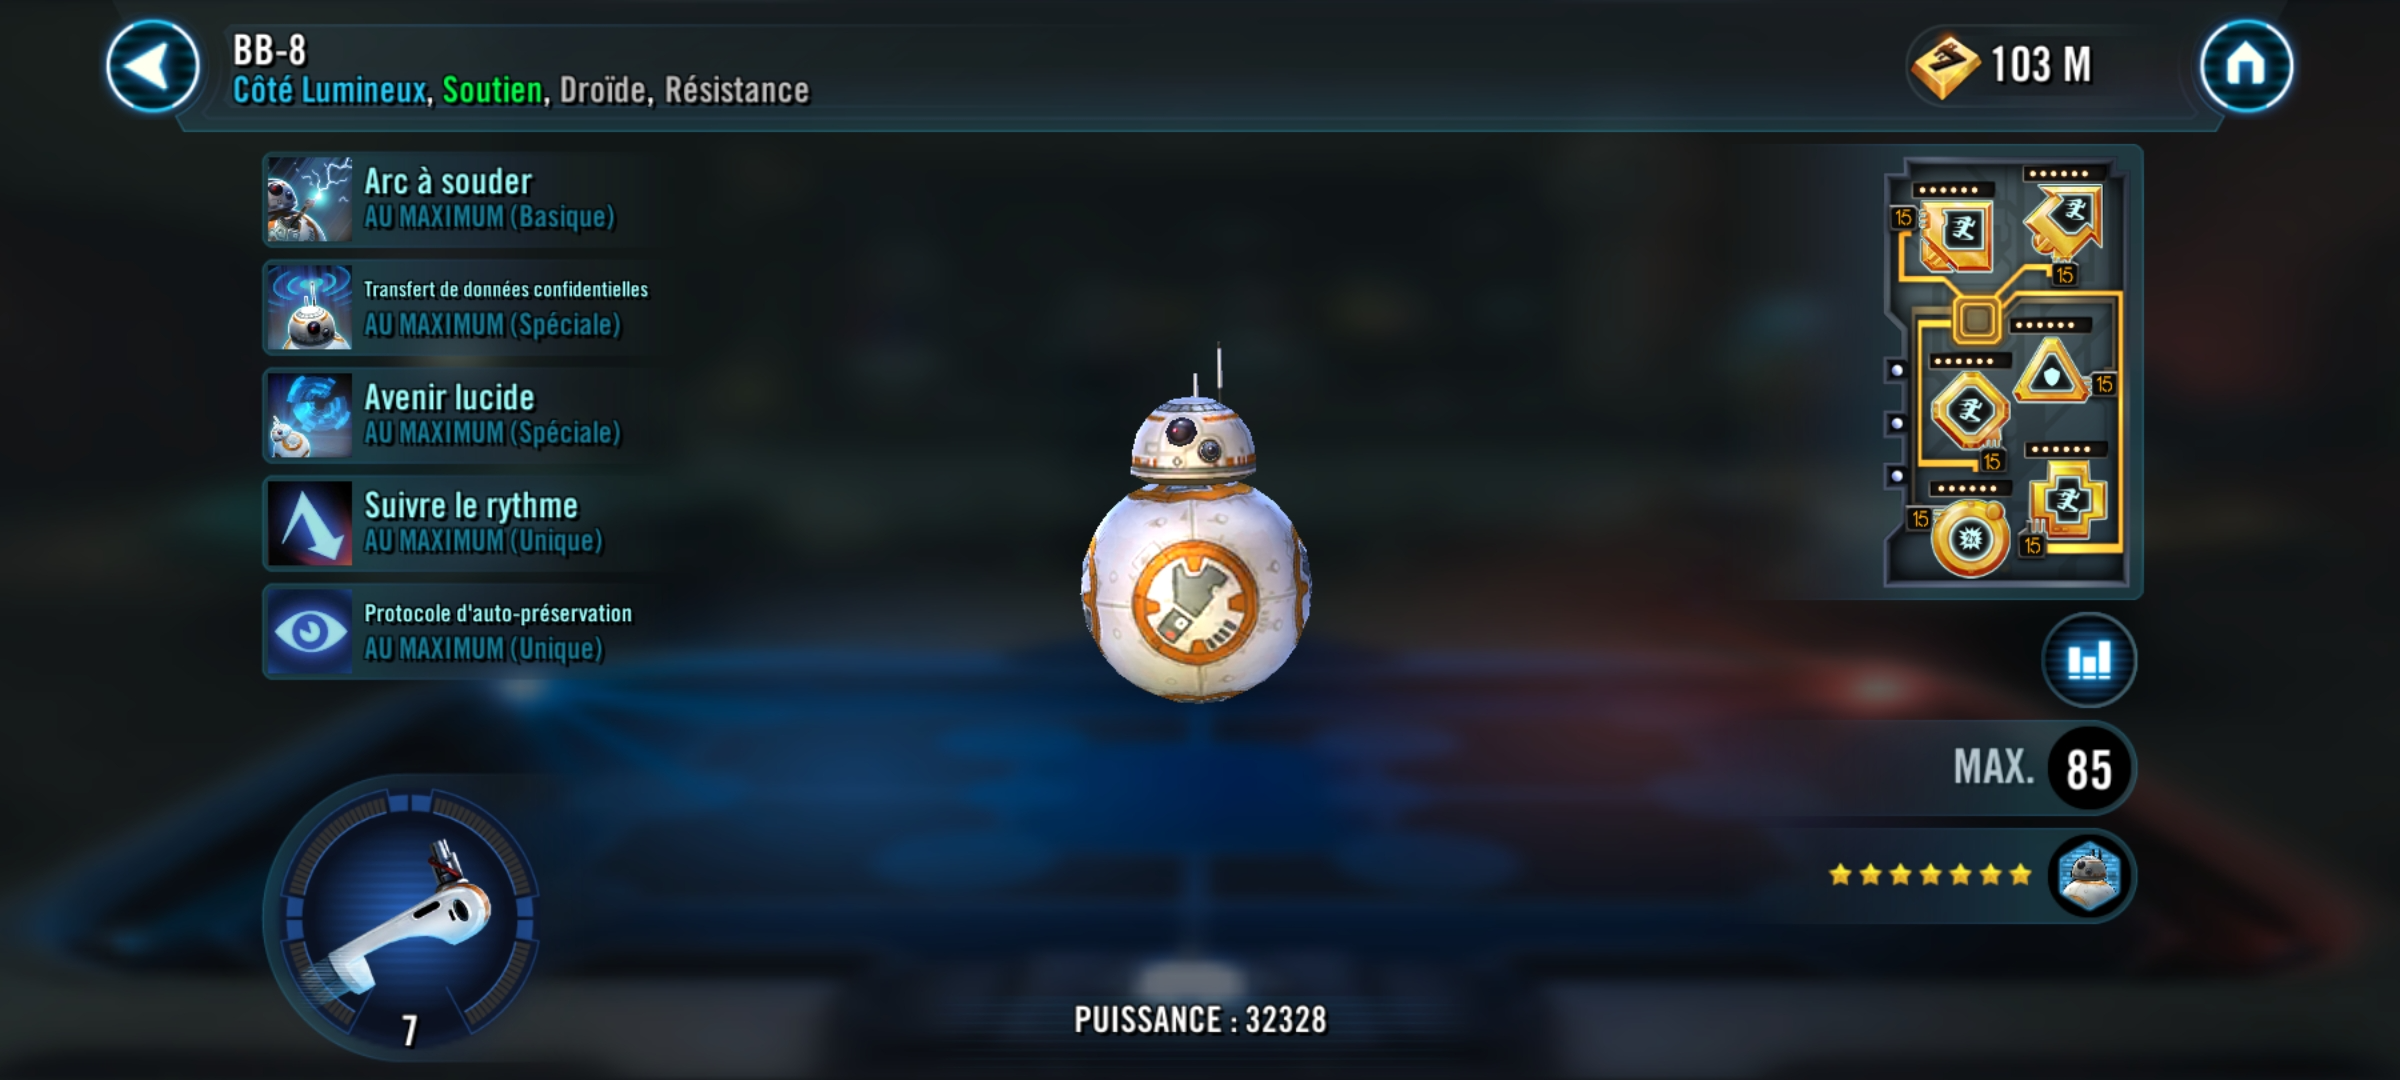 BB-8
Côté Lumineux, Soutien, Droïde, Résistance
103 M
Arc à souder
AU MAXIMUM (Basique)
Transfert de données confidentielles
AU MAXIMUM (Spéciale)
Avenir lucide
AU MAXIMUM (Spéciale)
Suivre le rythme
AU MAXIMUM (Unique)
Protocole d'auto-préservation
AU MAXIMUM (Unique)
15
15
15
15
15
15
MAX. 85
7
PUISSANCE : 32328